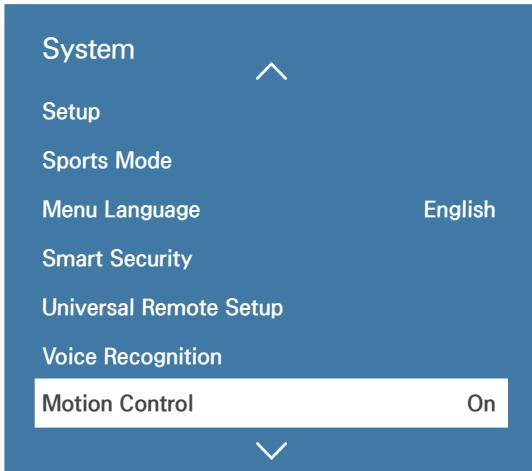 System
Setup
Sports Mode
Menu Language English
Smart Security
Universal Remote Setup
Voice Recognition
Motion Control On